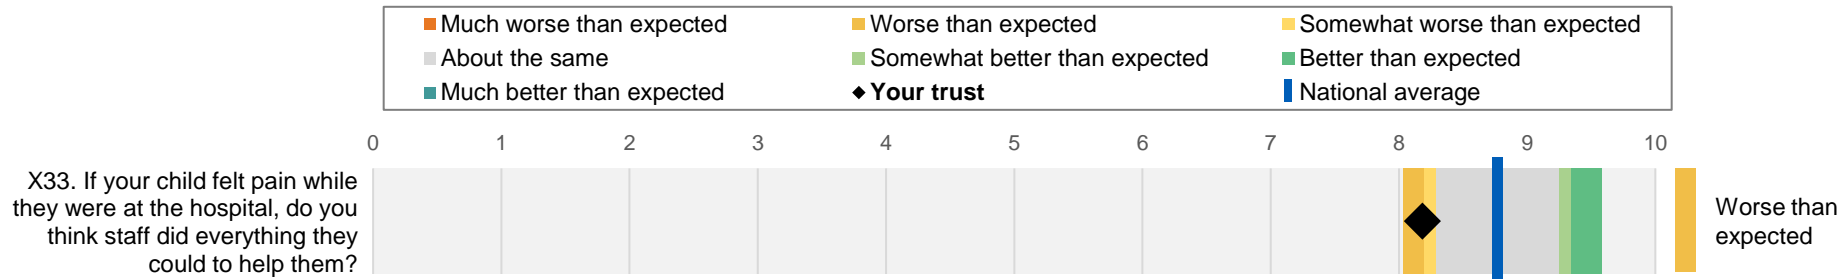 Much worse than expected
Worse than expected
Somewhat worse than expected
About the same
Somewhat better than expected
Better than expected
Much better than expected
Your trust
National average
0 1 2 3 4 5 6 7 8 9 10
X33. If your child felt pain while
they were at the hospital, do you
think staff did everything they
could to help them?
Worse than
expected